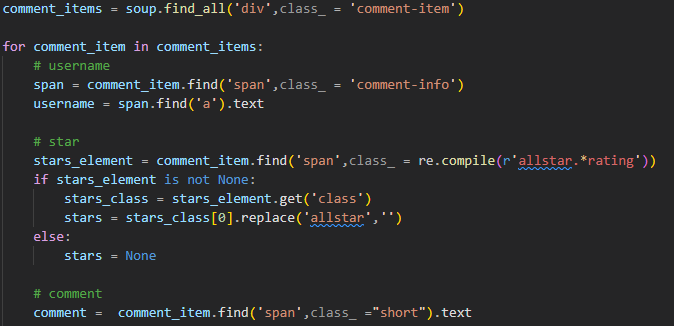 comment_items = soup.find_all('div',class_ = 'comment-item')
for comment_item in comment_items:
# username
span = comment_item.find('span',class_ = 'comment-info')
username = span.find('a').text
# star
stars_element = comment_item.find('span',class_ = re.compile(r'allstar.*rating'))
if stars_element is not None:
stars_class = stars_element.get('class')
stars = stars_class[0].replace('allstar','')
else:
stars = None
# comment
comment =  comment_item.find('span',class_ ="short").text